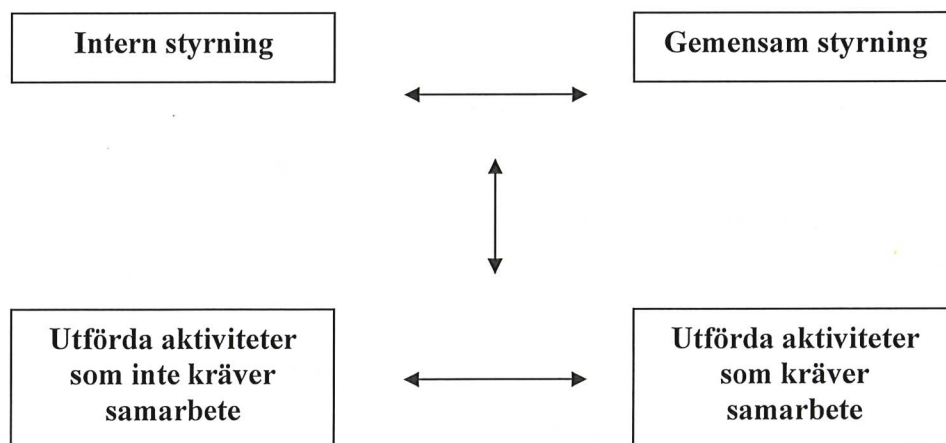 Intern styrning
Gemensam styrning
Utförda aktiviteter
som inte kräver
samarbete
Utförda aktiviteter
som kräver
samarbete